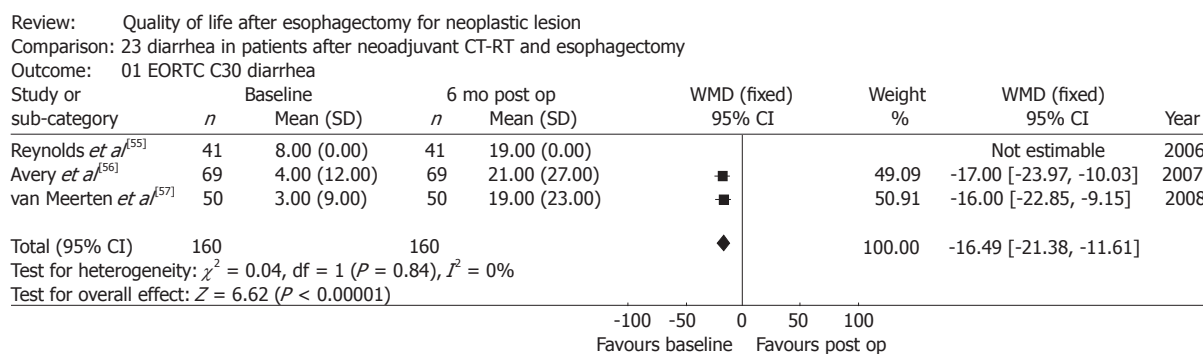 Review: Quality of life after esophagectomy for neoplastic lesion
Comparison: 23 diarrhea in patients after neoadjuvant CT-RT and esophagectomy
Outcome: 01 EORTC C30 diarrhea
Study or Baseline 6 mo post op WMD (fixed) Weight WMD (fixed)
sub-category n Mean (SD) n Mean (SD) 95% CI % 95% CI Year
Reynolds et al[55] 41 8.00 (0.00) 41 19.00 (0.00) Not estimable 2006
Avery et al[56] 69 4.00 (12.00) 69 21.00 (27.00) 49.09 -17.00 [-23.97, -10.03] 2007
van Meerten et al[57] 50 3.00 (9.00) 50 19.00 (23.00) 50.91 -16.00 [-22.85, -9.15] 2008
Total (95% CI) 160 160 100.00 -16.49 [-21.38, -11.61]
Test for heterogeneity: χ² = 0.04, df = 1 (P = 0.84), I² = 0%
Test for overall effect: Z = 6.62 (P < 0.00001)
-100 -50 0 50 100
Favours baseline Favours post op